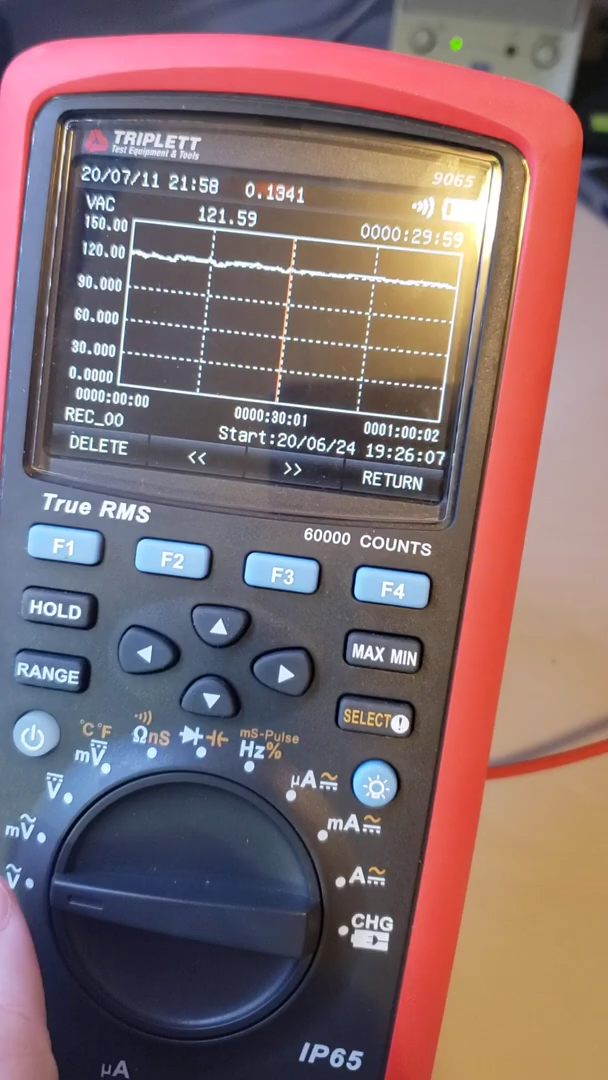 TRIPLETT
Test Equipment & Tools
9065
20/07/11 21:58 0.1341
VAC 121.59 0000:29:59
150.00
120.00
90.000
60.000
30.000
0.0000
0000:00:00 0000:30:01 0001:00:02
REC_00 Start:20/06/24 19:26:07
DELETE << >> RETURN
True RMS 60000 COUNTS
F1 F2 F3 F4
HOLD
MAX MIN
RANGE
SELECT
°C °F
mV
ΩnS
mS-Pulse
Hz%
V
μA
mV
mA
V
A
CHG
IP65
μA